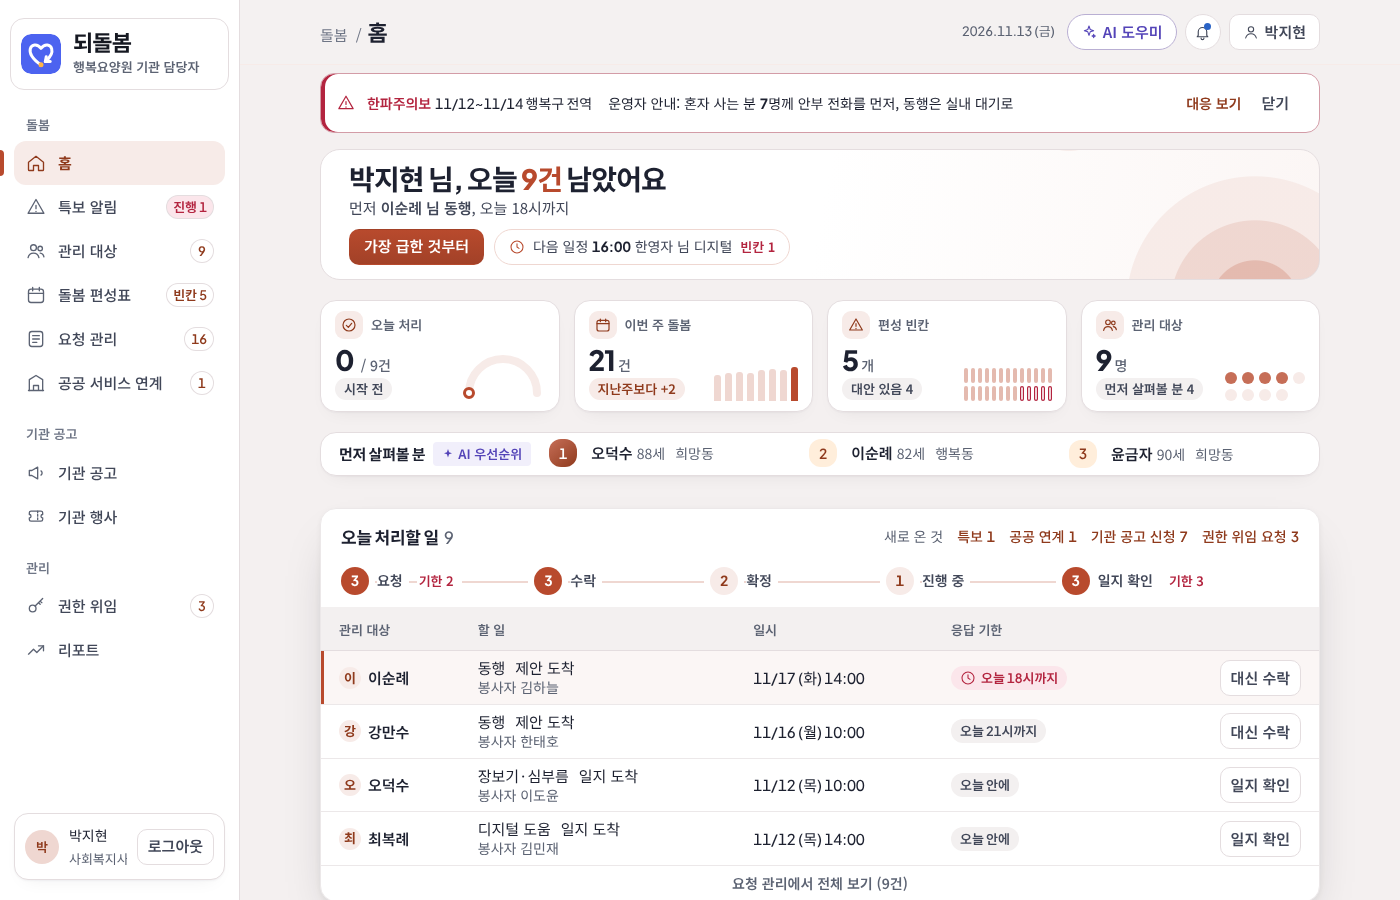 되돌봄
행복요양원 기관 담당자
돌봄
홈
특보 알림 진행 1
관리 대상 9
돌봄 편성표 빈칸 5
요청 관리 16
공공 서비스 연계 1
기관 공고
기관 공고
기관 행사
관리
권한 위임 3
리포트
박 박지현
사회복지사
로그아웃
돌봄 / 홈
2026.11.13 (금) AI 도우미 박지현
한파주의보 11/12~11/14 행복구 전역 운영자 안내: 혼자 사는 분 7명께 안부 전화를 먼저, 동행은 실내 대기로 대응 보기 닫기
박지현 님, 오늘 9건 남았어요
먼저 이순례 님 동행, 오늘 18시까지
가장 급한 것부터 다음 일정 16:00 한영자 님 디지털 빈칸 1
오늘 처리
0 / 9건
시작 전
이번 주 돌봄
21 건
지난주보다 +2
편성 빈칸
5 개
대안 있음 4
관리 대상
9 명
먼저 살펴볼 분 4
먼저 살펴볼 분 AI 우선순위 1 오덕수 88세 희망동 2 이순례 82세 행복동 3 윤금자 90세 희망동
오늘 처리할 일 9 새로 온 것 특보 1 공공 연계 1 기관 공고 신청 7 권한 위임 요청 3
3 요청 기한 2 3 수락 2 확정 1 진행 중 3 일지 확인 기한 3
관리 대상 할 일 일시 응답 기한
이 이순례 동행 제안 도착 11/17 (화) 14:00 오늘 18시까지 대신 수락
봉사자 김하늘
강 강만수 동행 제안 도착 11/16 (월) 10:00 오늘 21시까지 대신 수락
봉사자 한태호
오 오덕수 장보기·심부름 일지 도착 11/12 (목) 10:00 오늘 안에 일지 확인
봉사자 이도윤
최 최복례 디지털 도움 일지 도착 11/12 (목) 14:00 오늘 안에 일지 확인
봉사자 김민재
요청 관리에서 전체 보기 (9건)